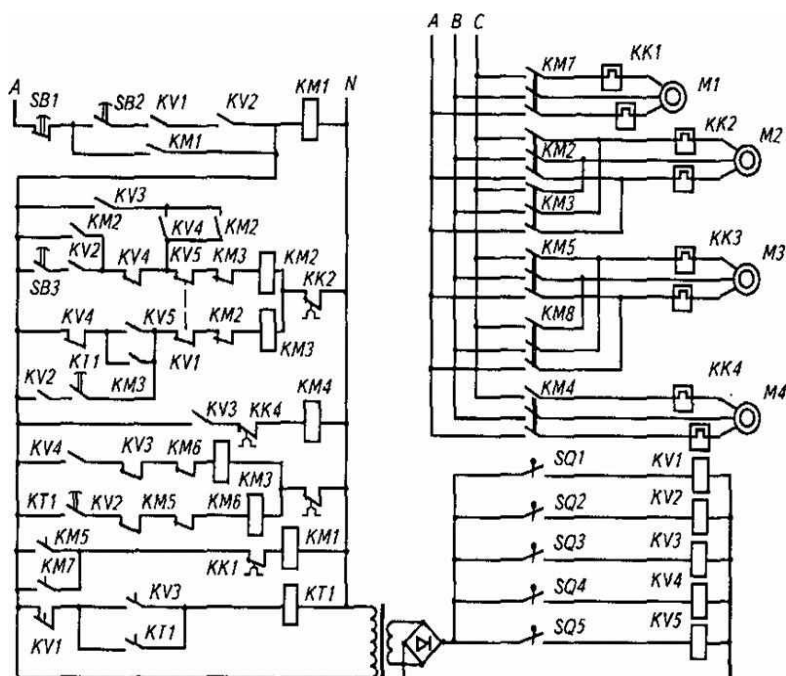 A N
SB1 SB2 KV1 KV2 KM1
KM1
KV3
KM2 KV4 KM2
KV2 KV4 KV5 KM3 KM2
SB3 KK2
KV4 KV5 KM2
KT1 KV1 KM3
KV2 KM3
KV3 KK4 KM4
KV4 KV3 KM6
KM3
KT1 KV2 KM5 KM6
KM5 KM1
KM7 KK1
KV3 KT1
KV1 KT1
A B C
KM7 KK1
M1
KM2 KK2 M2
KM3
KM5 KK3 M3
KM8
KM4 KK4 M4
SQ1 KV1
SQ2 KV2
SQ3 KV3
SQ4 KV4
SQ5 KV5